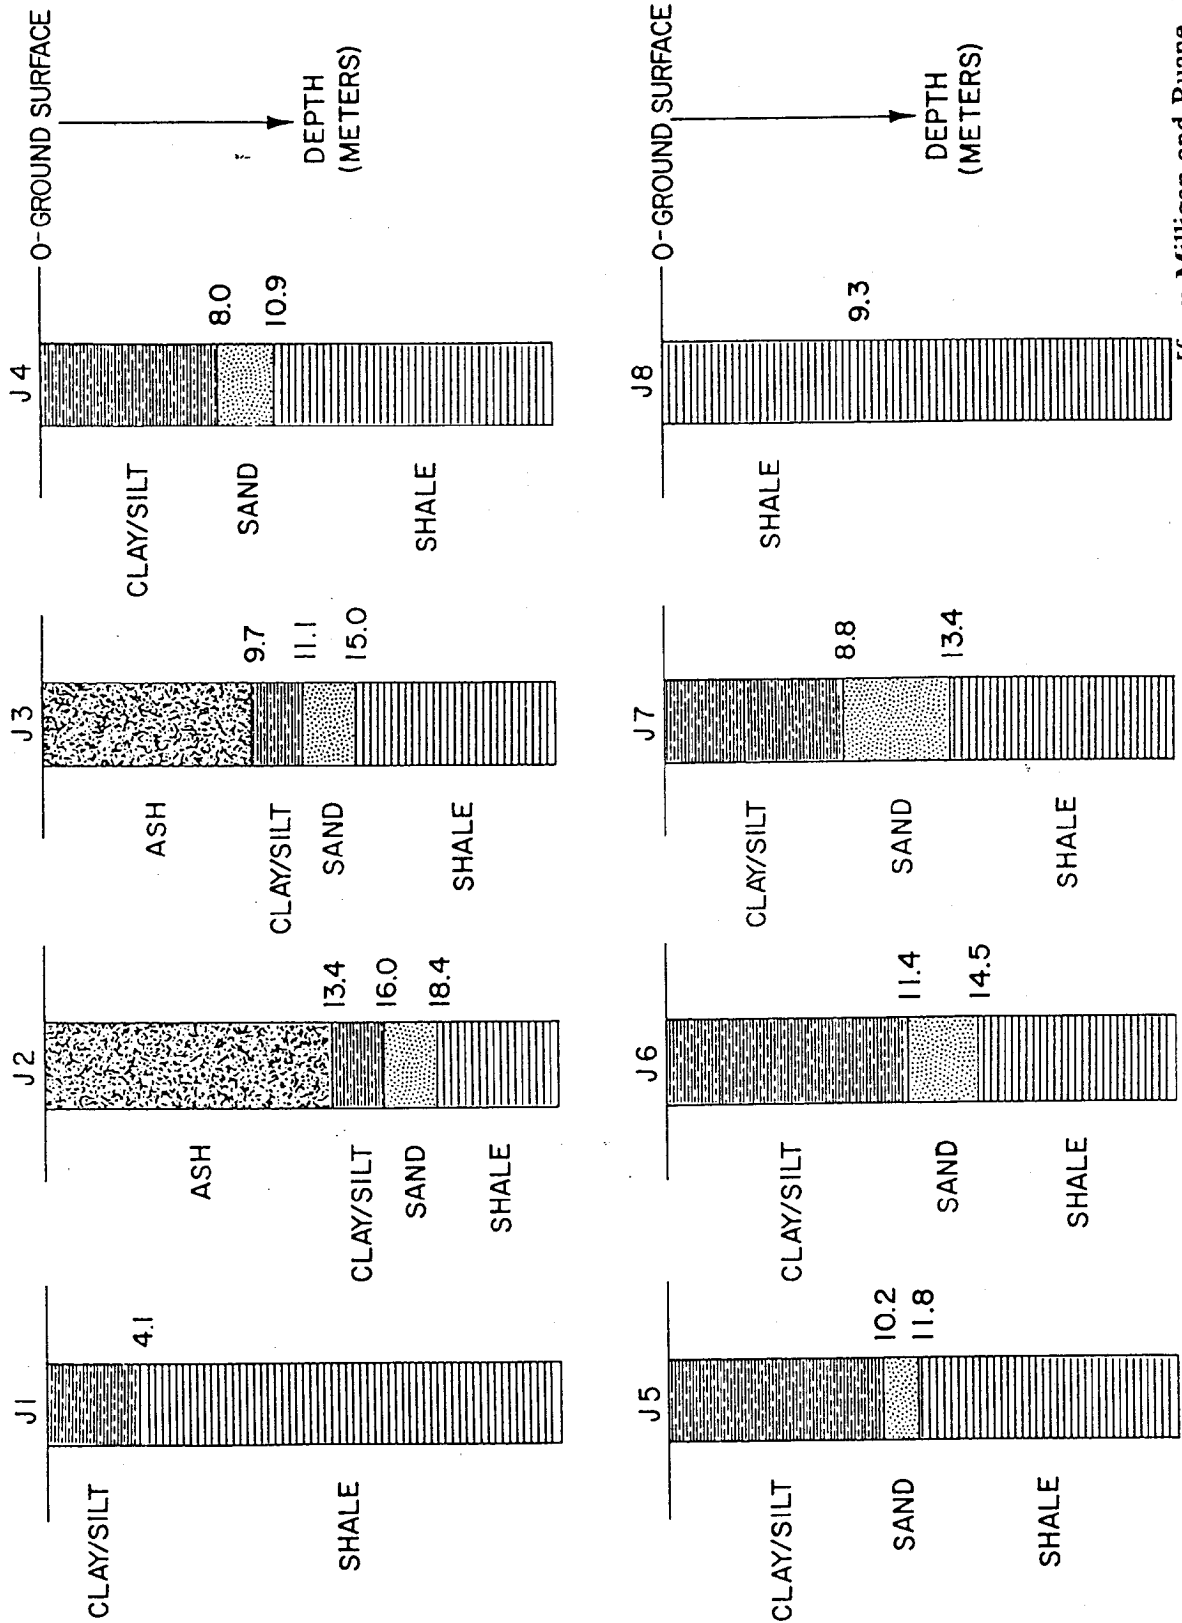 J1
CLAY/SILT
4.1
SHALE
J2
ASH
13.4
CLAY/SILT
16.0
SAND
18.4
SHALE
J3
ASH
9.7
CLAY/SILT
11.1
SAND
15.0
SHALE
J4
O-GROUND SURFACE
CLAY/SILT
8.0
SAND
10.9
SHALE
DEPTH
(METERS)
J5
CLAY/SILT
10.2
SAND
11.8
SHALE
J6
CLAY/SILT
11.4
SAND
14.5
SHALE
J7
CLAY/SILT
8.8
SAND
13.4
SHALE
J8
O-GROUND SURFACE
SHALE
9.3
DEPTH
(METERS)
Milligan and Ruane